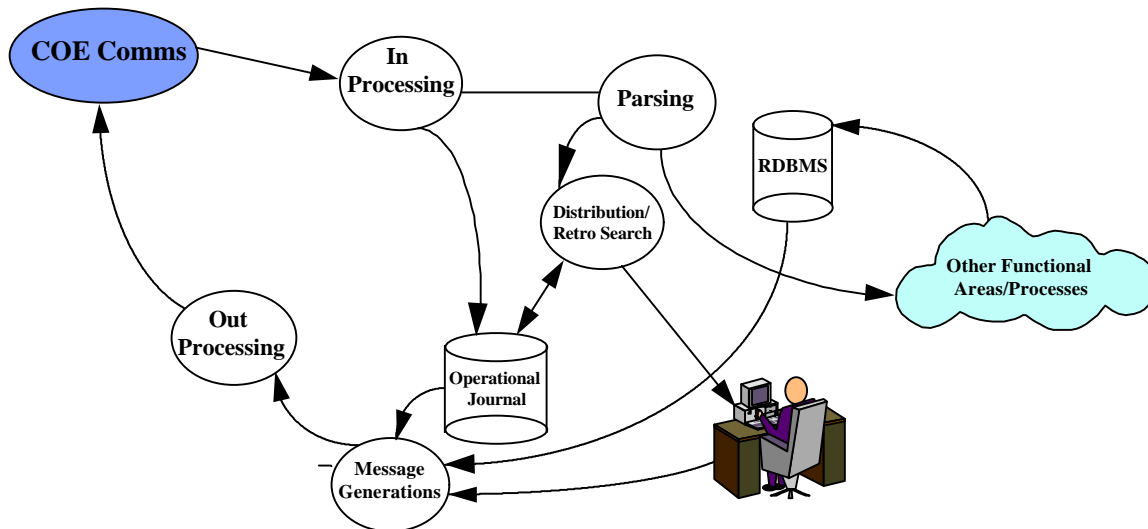 COE Comms
In
Processing
Parsing
RDBMS
Distribution/
Retro Search
Other Functional
Areas/Processes
Out
Processing
Operational
Journal
Message
Generations